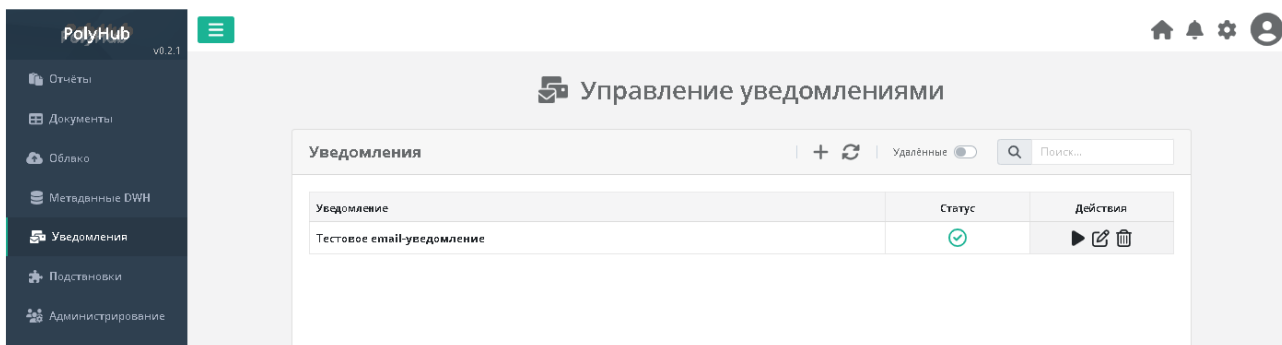 PolyHub
v0.2.1
Отчёты
Документы
Облако
Метаданные DWH
Уведомления
Подстановки
Администрирование
Управление уведомлениями
Уведомления
Удалённые
Поиск...
Уведомление Статус Действия
Тестовое email-уведомление